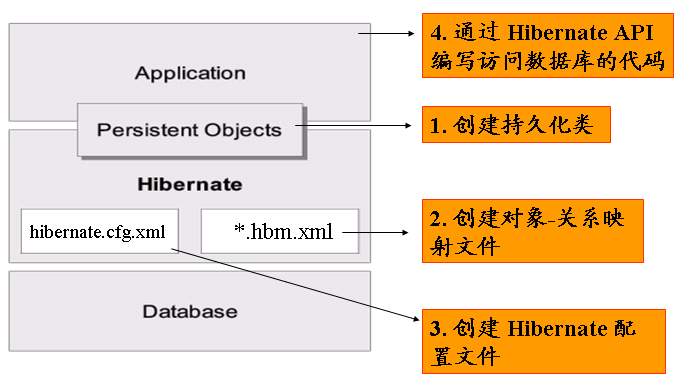 Application
Persistent Objects
Hibernate
hibernate.cfg.xml
*.hbm.xml
Database
4. 通过 Hibernate API
编写访问数据库的代码
1. 创建持久化类
2. 创建对象-关系映
射文件
3. 创建 Hibernate 配
置文件